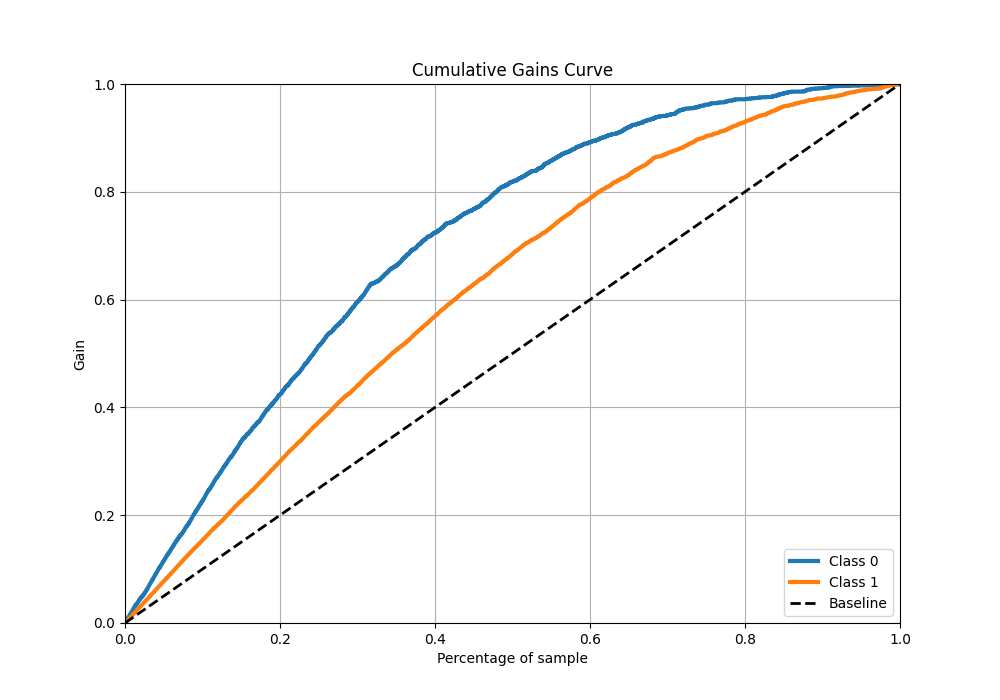 Cumulative Gains Curve
1.0
0.8
0.6
0.4
0.2
0.0
Gain
0.0 0.2 0.4 0.6 0.8 1.0
Percentage of sample
Class 0
Class 1
Baseline